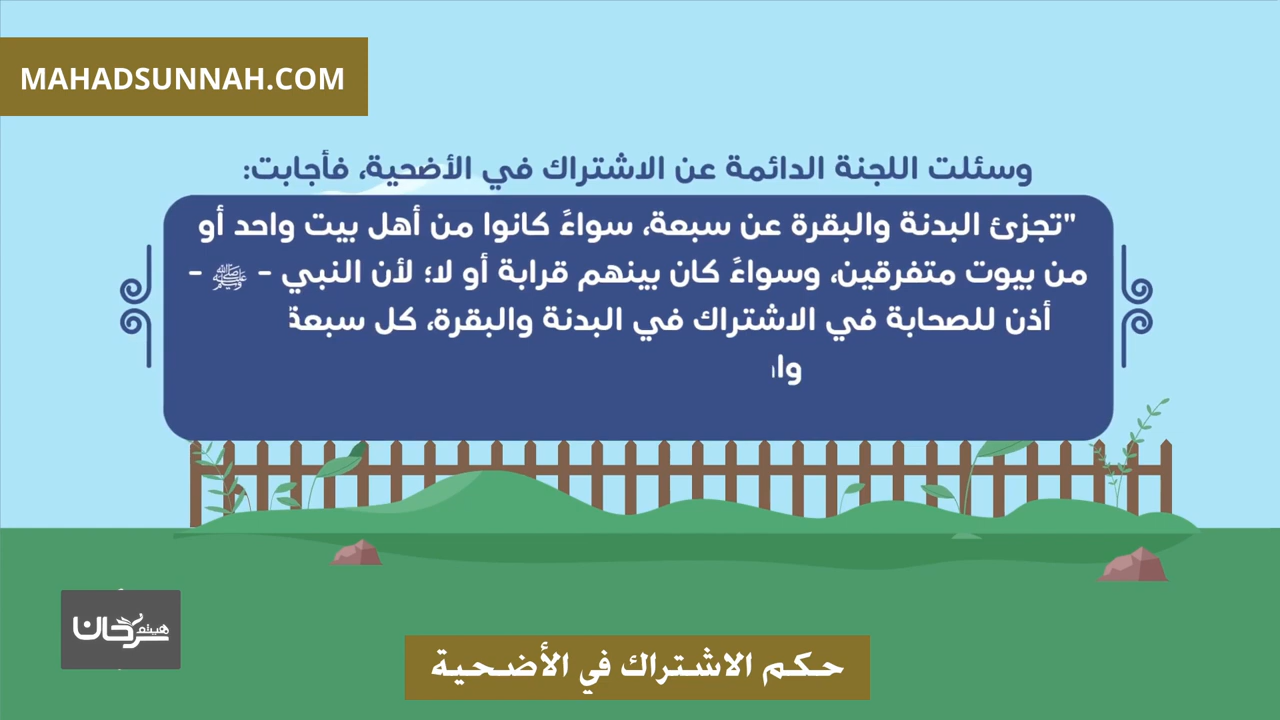 MAHADSUNNAH.COM
وسئلت اللجنة الدائمة عن الاشتراك في الأضحية، فأجابت:
"تجزئ البدنة والبقرة عن سبعة، سواءً كانوا من أهل بيت واحد أو
من بيوت متفرقين، وسواءً كان بينهم قرابة أو لا؛ لأن النبي - ﷺ -
أذن للصحابة في الاشتراك في البدنة والبقرة، كل سبعة
هيثم سرحان
حكم الاشتراك في الأضحية